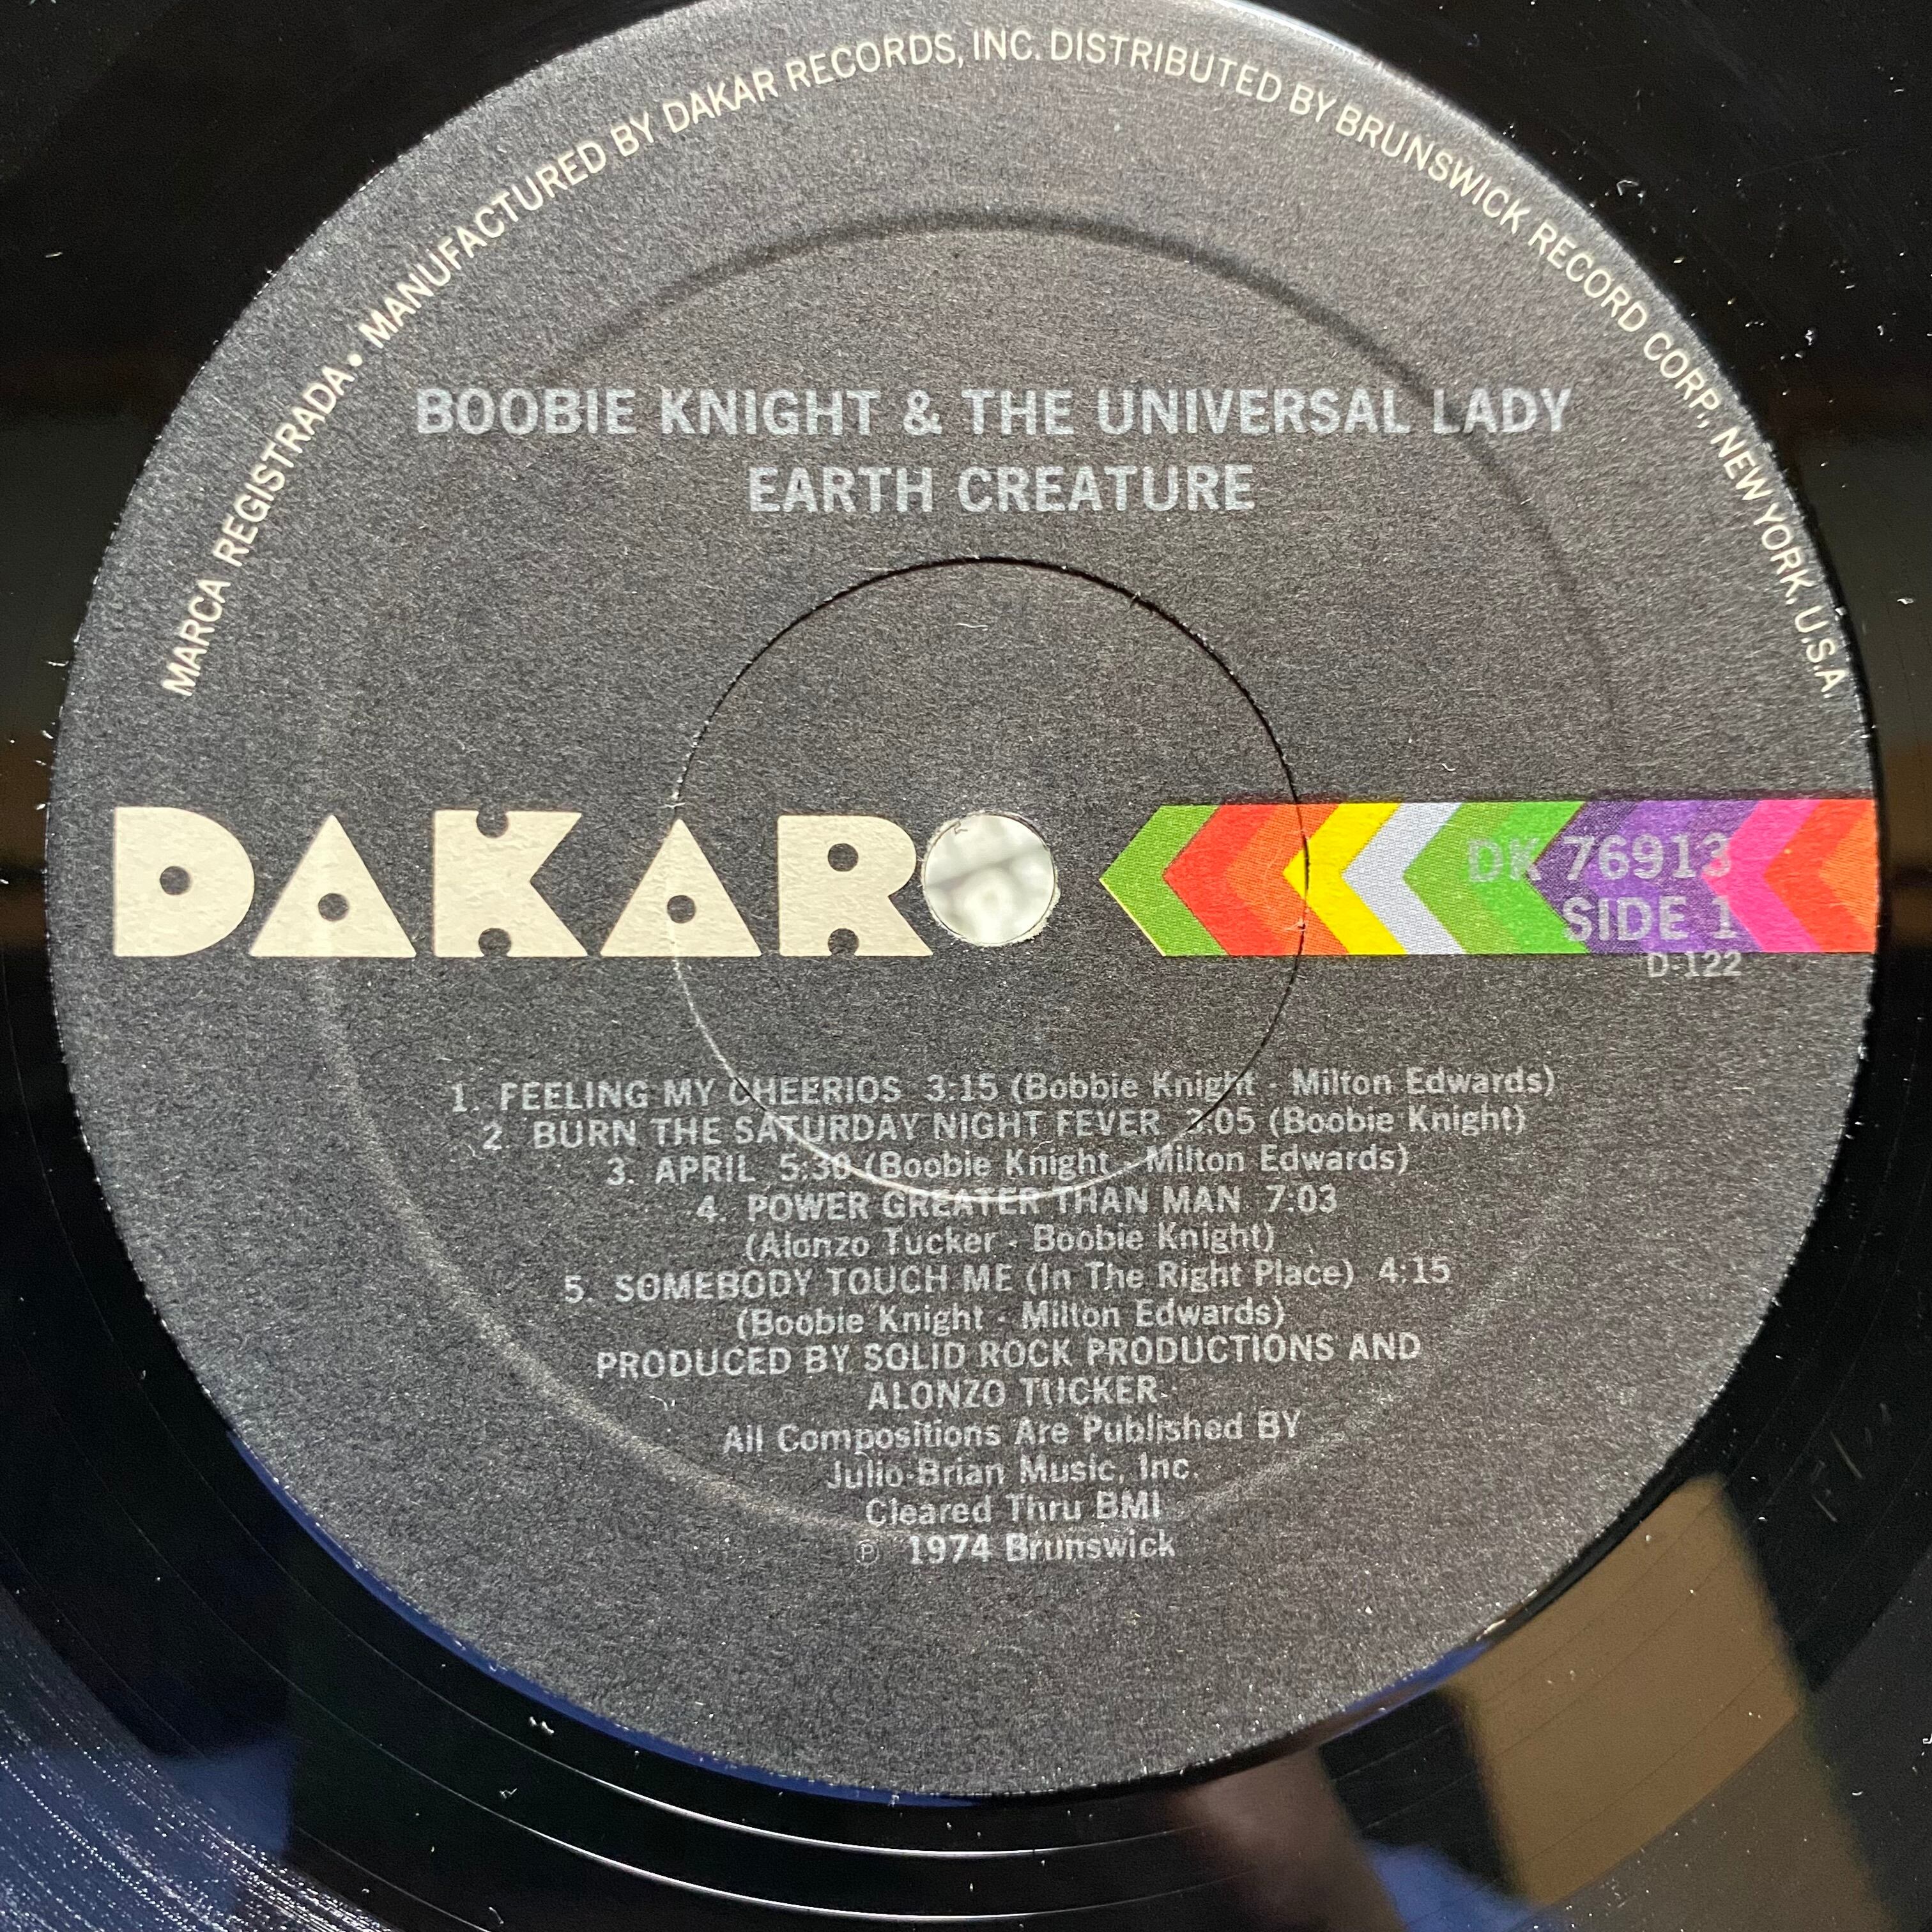 MARCA REGISTRADA • MANUFACTURED BY DAKAR RECORDS, INC. DISTRIBUTED BY BRUNSWICK RECORD CORP., NEW YORK, U.S.A.
BOOBIE KNIGHT & THE UNIVERSAL LADY
EARTH CREATURE
DAKAR
DK 76913
SIDE 1
D-122
1. FEELING MY CHEERIOS 3:15 (Bobbie Knight - Milton Edwards)
2. BURN THE SATURDAY NIGHT FEVER 3:05 (Boobie Knight)
3. APRIL 5:30 (Boobie Knight - Milton Edwards)
4. POWER GREATER THAN MAN 7:03
(Alonzo Tucker - Boobie Knight)
5. SOMEBODY TOUCH ME (In The Right Place) 4:15
(Boobie Knight - Milton Edwards)
PRODUCED BY SOLID ROCK PRODUCTIONS AND
ALONZO TUCKER
All Compositions Are Published BY
Julio-Brian Music, Inc.
Cleared Thru BMI
℗ 1974 Brunswick